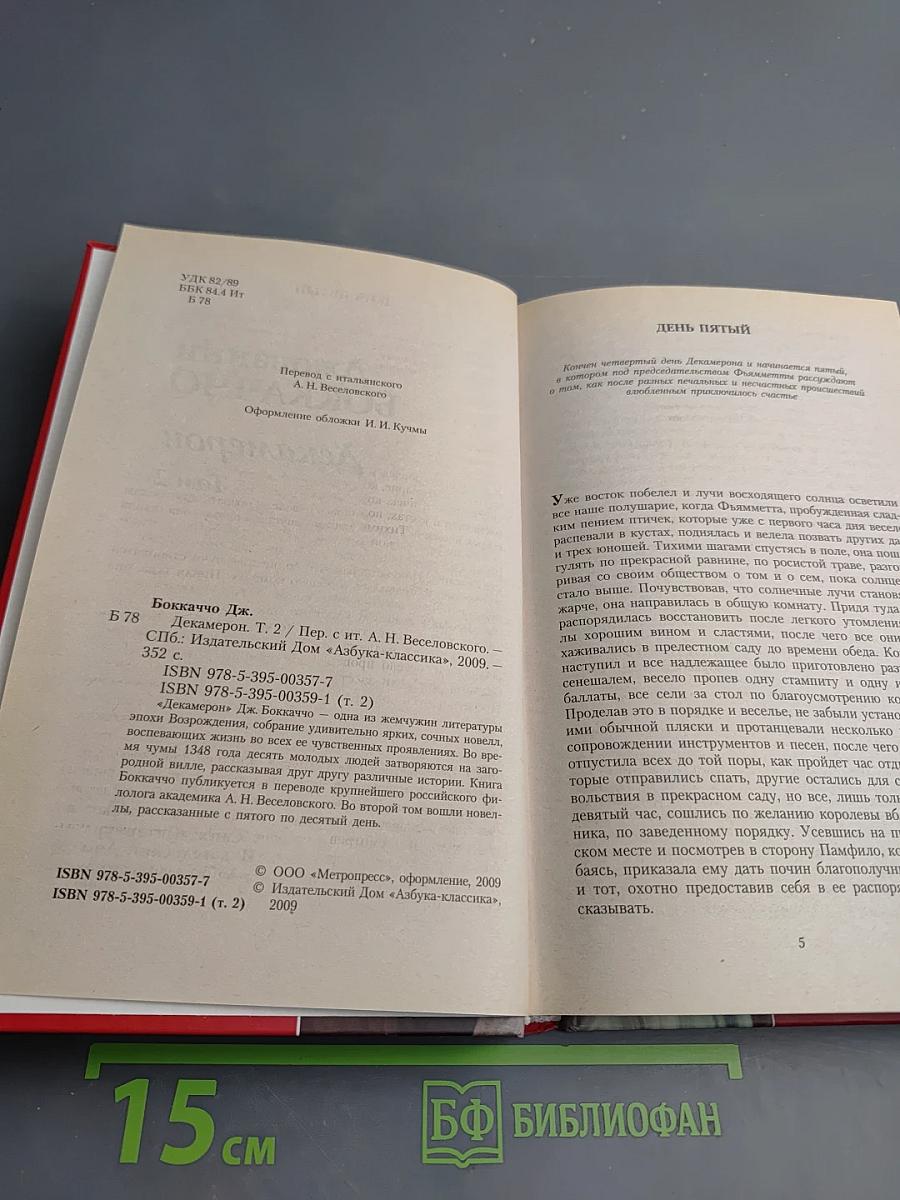 УДК 82/89
ББК 84.4 Ит
Б 78
Перевод с итальянского
А. Н. Веселовского
Оформление обложки И. И. Кучмы
Боккаччо Дж.
Б 78
Декамерон. Т. 2 / Пер. с ит. А. Н. Веселовского. —
СПб.: Издательский Дом «Азбука-классика», 2009. —
352 с.
ISBN 978-5-395-00357-7
ISBN 978-5-395-00359-1 (т. 2)
«Декамерон» Дж. Боккаччо — одна из жемчужин литературы
эпохи Возрождения, собрание удивительно ярких, сочных новелл,
воспевающих жизнь во всех ее чувственных проявлениях. Во вре-
мя чумы 1348 года десять молодых людей затворяются на заго-
родной вилле, рассказывая друг другу различные истории. Книга
Боккаччо публикуется в переводе крупнейшего российского фи-
лолога академика А. Н. Веселовского. Во второй том вошли новел-
лы, рассказанные с пятого по десятый день.
ISBN 978-5-395-00357-7
ISBN 978-5-395-00359-1 (т. 2)
© ООО «Метропресс», оформление, 2009
© Издательский Дом «Азбука-классика»,
2009
ДЕНЬ ПЯТЫЙ
Кончен четвертый день Декамерона и начинается пятый,
в котором под председательством Фьямметты рассуждают
о том, как после разных печальных и несчастных происшествий
влюбленным приключилось счастье
Уже восток побелел и лучи восходящего солнца осветили
все наше полушарие, когда Фьямметта, пробужденная слад-
ким пением птичек, которые уже с первого часа дня весело
распевали в кустах, поднялась и велела позвать других да
и трех юношей. Тихими шагами спустясь в поле, она пош
гулять по прекрасной равнине, по росистой траве, разго
ривая со своим обществом о том и о сем, пока солнце
стало выше. Почувствовав, что солнечные лучи станов
жарче, она направилась в общую комнату. Придя туда
распорядилась восстановить после легкого утомлени
лы хорошим вином и сластями, после чего все они
хаживались в прелестном саду до времени обеда. Ко
наступил и все надлежащее было приготовлено раз
сенешалем, весело пропев одну стампиту и одну и
баллаты, все сели за стол по благоусмотрению ко
Проделав это в порядке и веселье, не забыли устано
ими обычной пляски и протанцевали несколько
сопровождении инструментов и песен, после чего
отпустила всех до той поры, как пройдет час отд
торые отправились спать, другие остались для с
вольствия в прекрасном саду, но все, лишь толь
девятый час, сошлись по желанию королевы вб
ника, по заведенному порядку. Усевшись на п
ском месте и посмотрев в сторону Памфило, ко
баясь, приказала ему дать почин благополучн
и тот, охотно предоставив себя в ее распоря
сказывать.
5
15 см
БФ БИБЛИОФАН